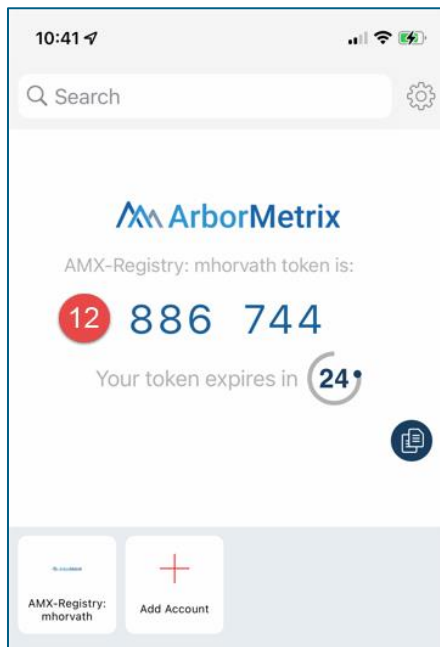 10:41
Search
ArborMetrix
AMX-Registry: mhorvath token is:
12 886 744
Your token expires in 24
AMX-Registry:
mhorvath
Add Account